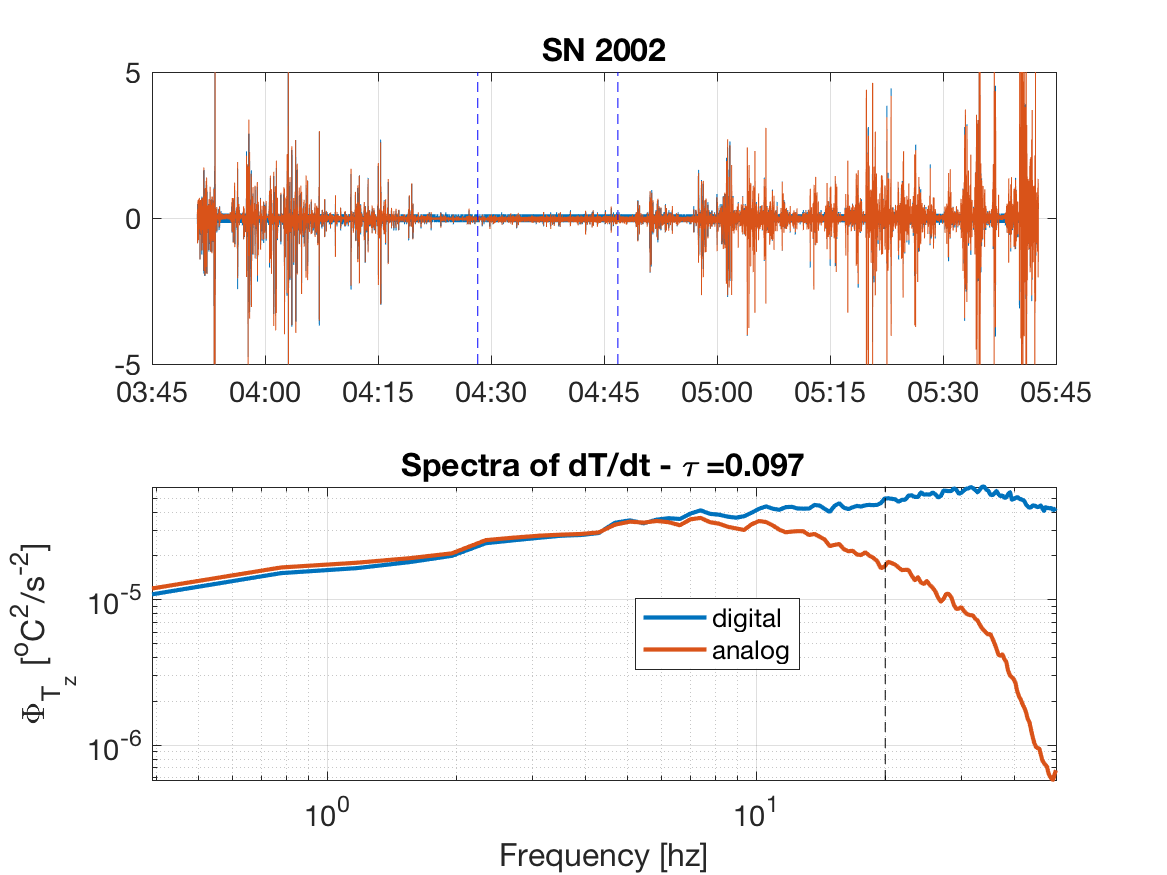 SN 2002
5
0
-5
03:45 04:00 04:15 04:30 04:45 05:00 05:15 05:30 05:45
Spectra of dT/dt - τ =0.097
Φ_{T_z} [°C²/s⁻²]
10⁻⁵
10⁻⁶
digital
analog
10⁰ 10¹
Frequency [hz]